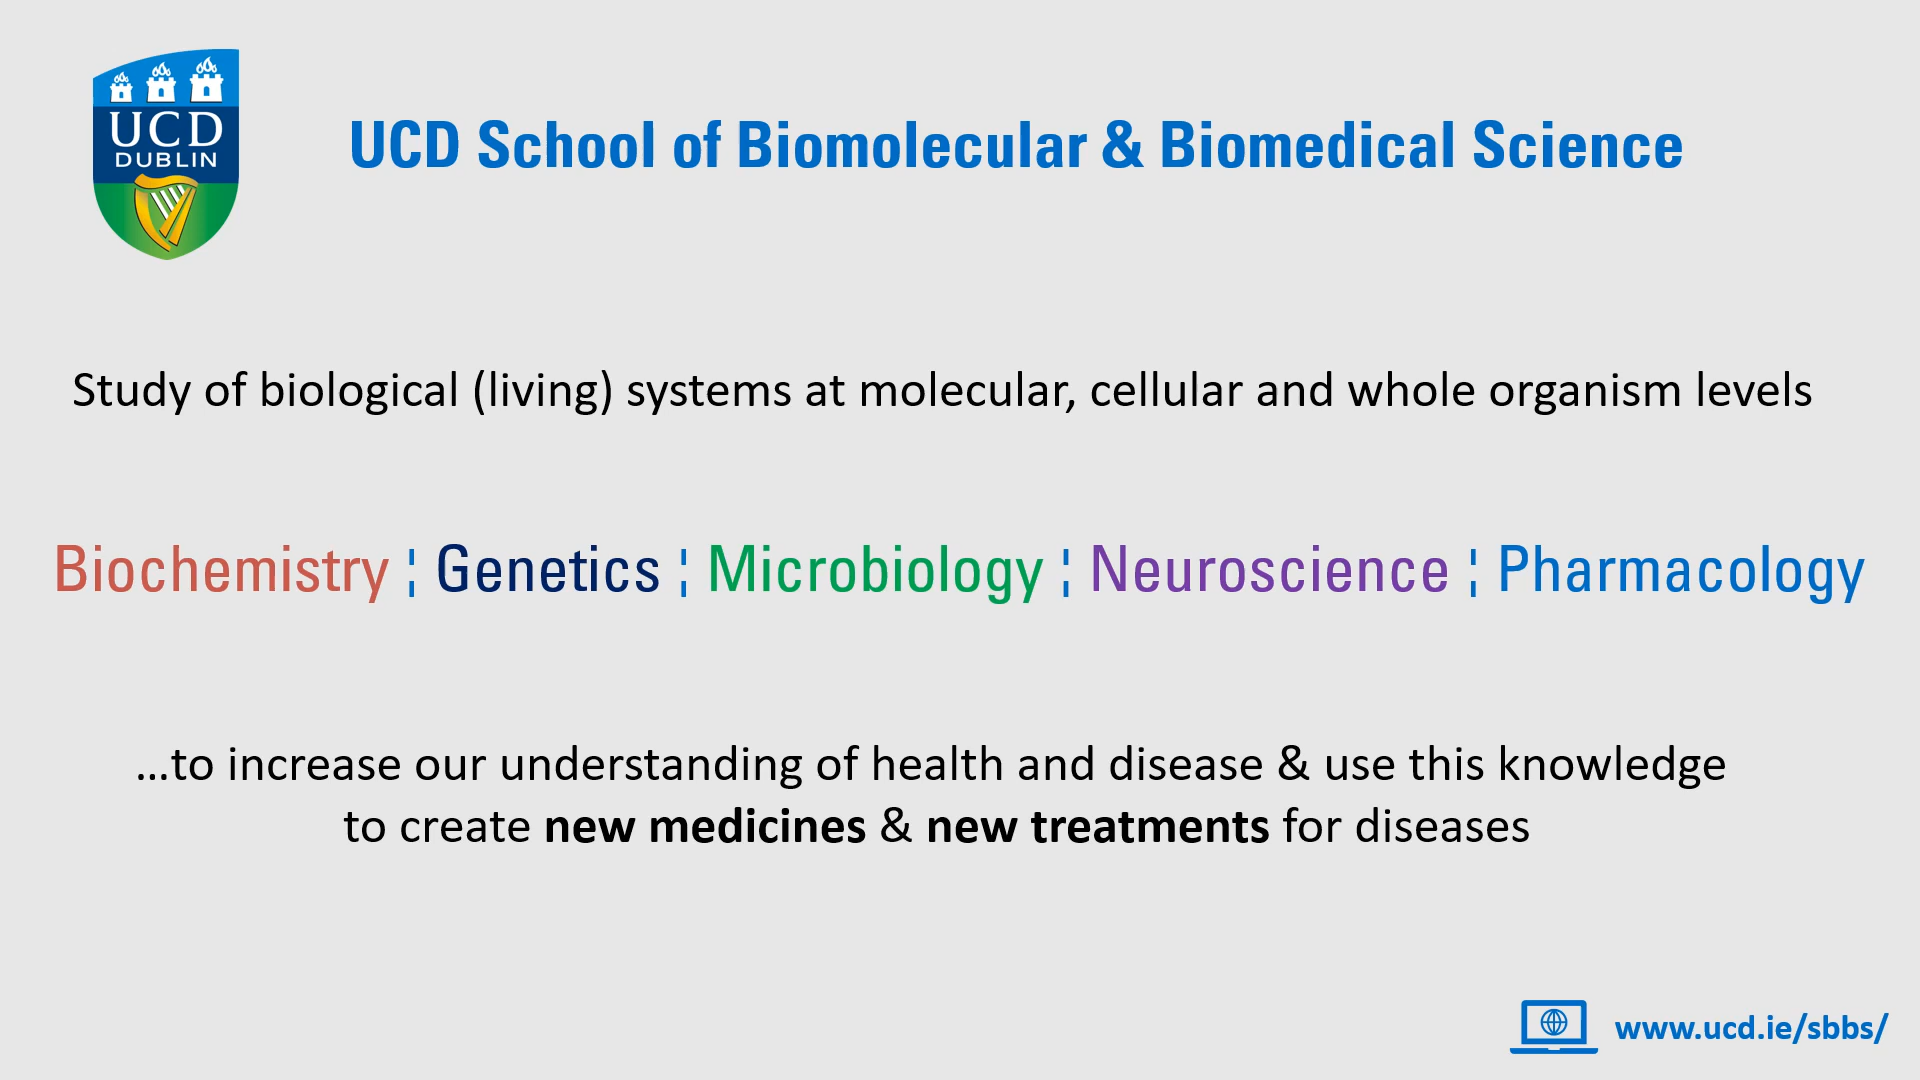 UCD
DUBLIN
UCD School of Biomolecular & Biomedical Science
Study of biological (living) systems at molecular, cellular and whole organism levels
Biochemistry ¦ Genetics ¦ Microbiology ¦ Neuroscience ¦ Pharmacology
...to increase our understanding of health and disease & use this knowledge
to create new medicines & new treatments for diseases
www.ucd.ie/sbbs/